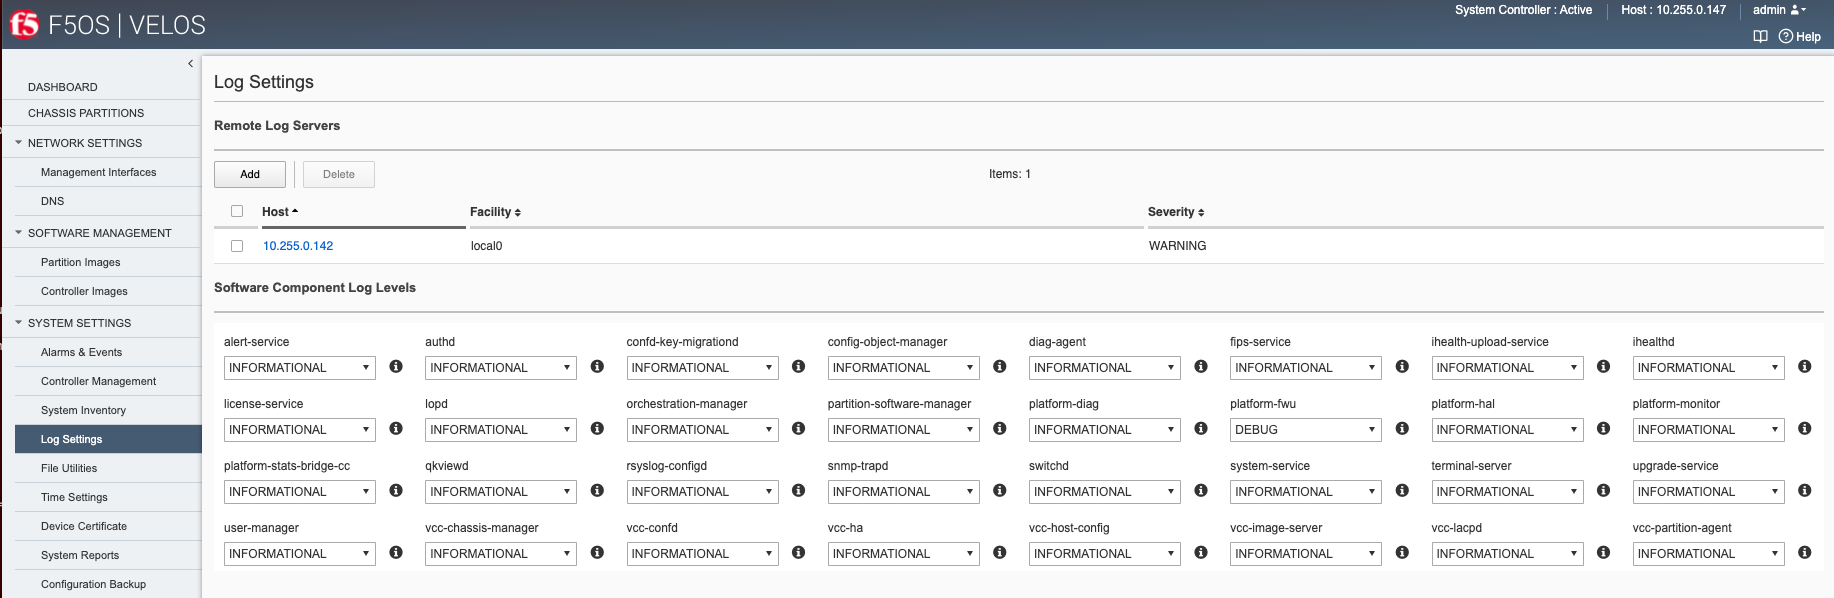 System Controller : Active Host : 10.255.0.147 admin
f5 F5OS | VELOS
Help
DASHBOARD
CHASSIS PARTITIONS
NETWORK SETTINGS
Management Interfaces
DNS
SOFTWARE MANAGEMENT
Partition Images
Controller Images
SYSTEM SETTINGS
Alarms & Events
Controller Management
System Inventory
Log Settings
File Utilities
Time Settings
Device Certificate
System Reports
Configuration Backup
Log Settings
Remote Log Servers
Add Delete Items: 1
Host Facility Severity
10.255.0.142 local0 WARNING
Software Component Log Levels
alert-service authd confd-key-migrationd config-object-manager diag-agent fips-service ihealth-upload-service ihealthd
INFORMATIONAL INFORMATIONAL INFORMATIONAL INFORMATIONAL INFORMATIONAL INFORMATIONAL INFORMATIONAL INFORMATIONAL
license-service lopd orchestration-manager partition-software-manager platform-diag platform-fwu platform-hal platform-monitor
INFORMATIONAL INFORMATIONAL INFORMATIONAL INFORMATIONAL INFORMATIONAL DEBUG INFORMATIONAL INFORMATIONAL
platform-stats-bridge-cc qkviewd rsyslog-configd snmp-trapd switchd system-service terminal-server upgrade-service
INFORMATIONAL INFORMATIONAL INFORMATIONAL INFORMATIONAL INFORMATIONAL INFORMATIONAL INFORMATIONAL INFORMATIONAL
user-manager vcc-chassis-manager vcc-confd vcc-ha vcc-host-config vcc-image-server vcc-lacpd vcc-partition-agent
INFORMATIONAL INFORMATIONAL INFORMATIONAL INFORMATIONAL INFORMATIONAL INFORMATIONAL INFORMATIONAL INFORMATIONAL